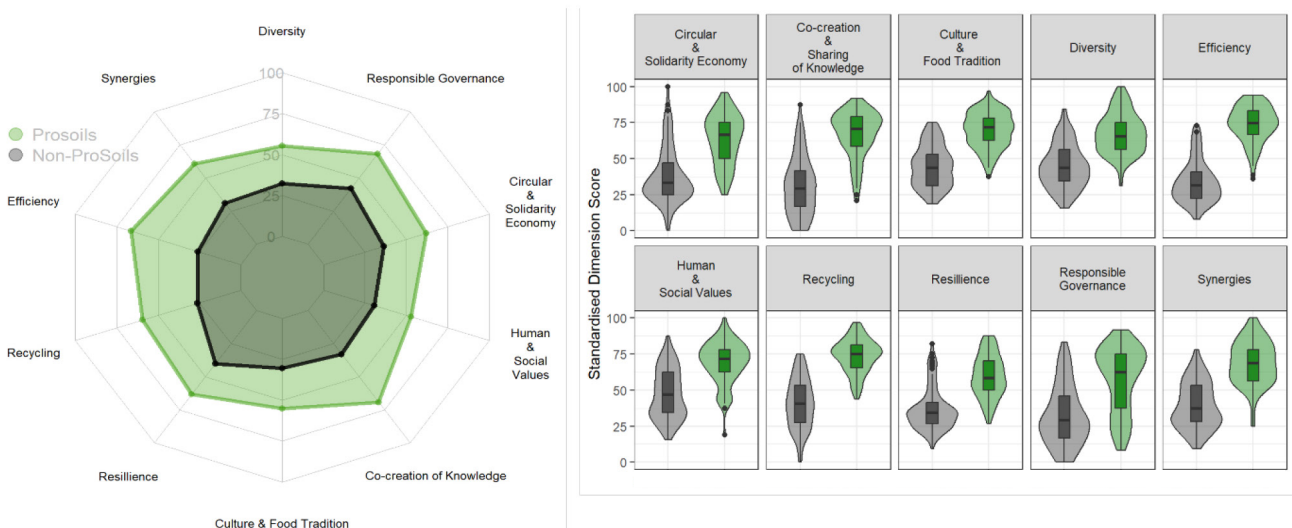 Diversity
Synergies
Responsible Governance
100
75
50
25
0
Prosoils
Non-ProSoils
Efficiency
Circular
&
Solidarity
Economy
Recycling
Human
&
Social
Values
Resillience
Co-creation of Knowledge
Culture & Food Tradition
Standardised Dimension Score
Circular
&
Solidarity Economy
Co-creation
&
Sharing
of Knowledge
Culture
&
Food Tradition
Diversity
Efficiency
100
75
50
25
0
Human
&
Social Values
Recycling
Resillience
Responsible
Governance
Synergies
100
75
50
25
0